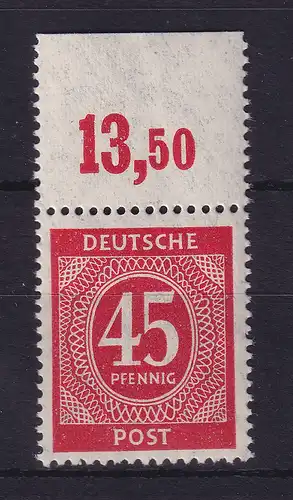 13,50
DEUTSCHE
45
PFENNIG
POST